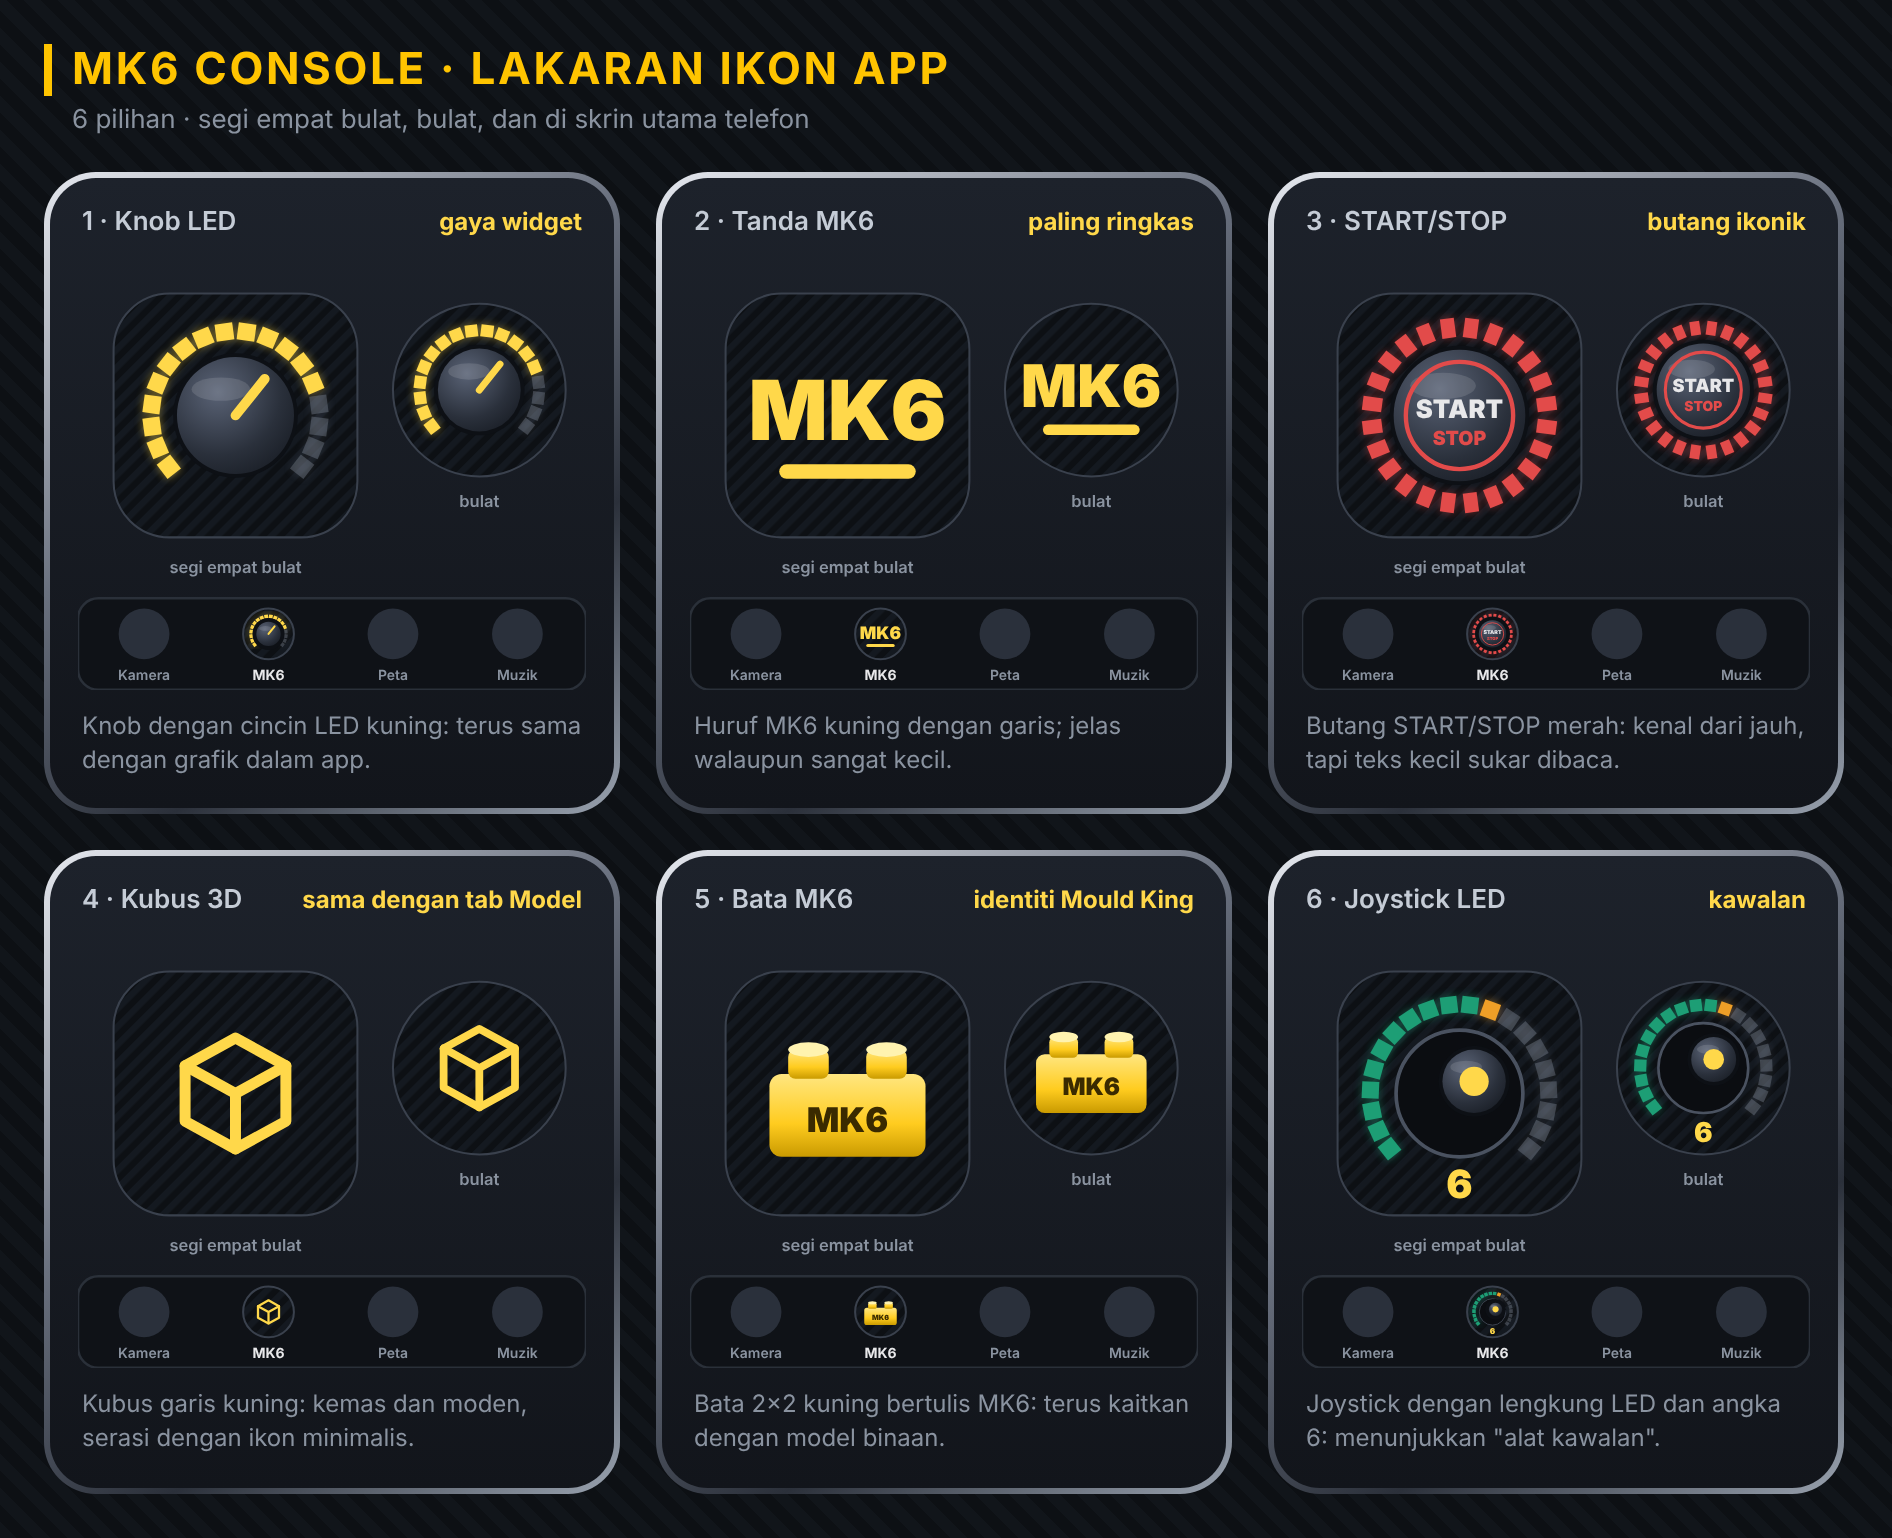 MK6 CONSOLE · LAKARAN IKON APP
6 pilihan · segi empat bulat, bulat, dan di skrin utama telefon
1 · Knob LED
gaya widget
bulat
segi empat bulat
Kamera
MK6
Peta
Muzik
Knob dengan cincin LED kuning: terus sama
dengan grafik dalam app.
2 · Tanda MK6
paling ringkas
MK6
MK6
bulat
segi empat bulat
MK6
Kamera
MK6
Peta
Muzik
Huruf MK6 kuning dengan garis; jelas
walaupun sangat kecil.
3 · START/STOP
butang ikonik
START
STOP
START
STOP
bulat
segi empat bulat
START
STOP
Kamera
MK6
Peta
Muzik
Butang START/STOP merah: kenal dari jauh,
tapi teks kecil sukar dibaca.
4 · Kubus 3D
sama dengan tab Model
bulat
segi empat bulat
Kamera
MK6
Peta
Muzik
Kubus garis kuning: kemas dan moden,
serasi dengan ikon minimalis.
5 · Bata MK6
identiti Mould King
MK6
MK6
bulat
segi empat bulat
MK6
Kamera
MK6
Peta
Muzik
Bata 2×2 kuning bertulis MK6: terus kaitkan
dengan model binaan.
6 · Joystick LED
kawalan
6
6
bulat
segi empat bulat
6
Kamera
MK6
Peta
Muzik
Joystick dengan lengkung LED dan angka
6: menunjukkan "alat kawalan".